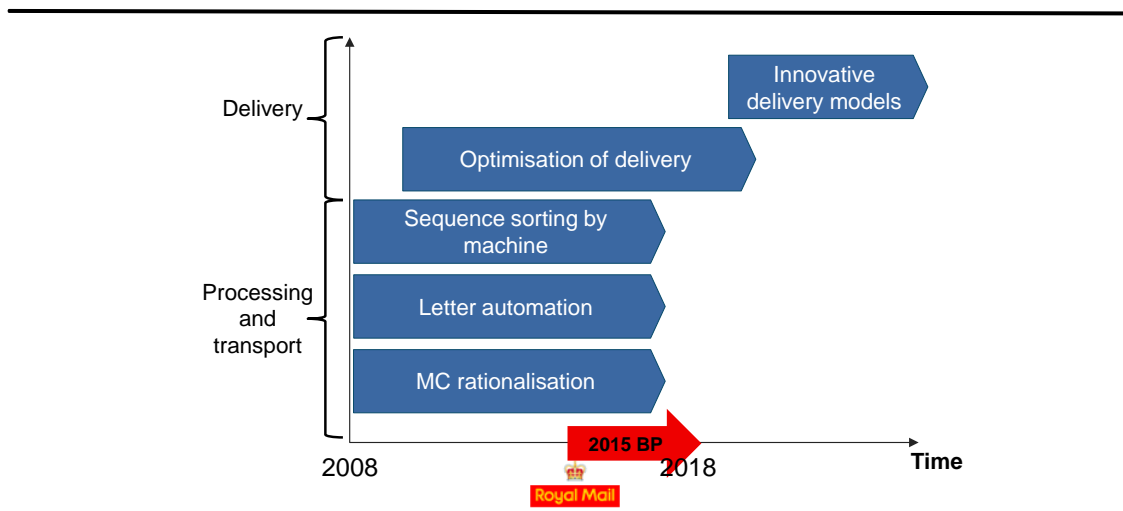 Innovative
delivery models
Delivery
Optimisation of delivery
Sequence sorting by
machine
Processing
and
transport
Letter automation
MC rationalisation
2015 BP
2008
2018
Time
Royal Mail